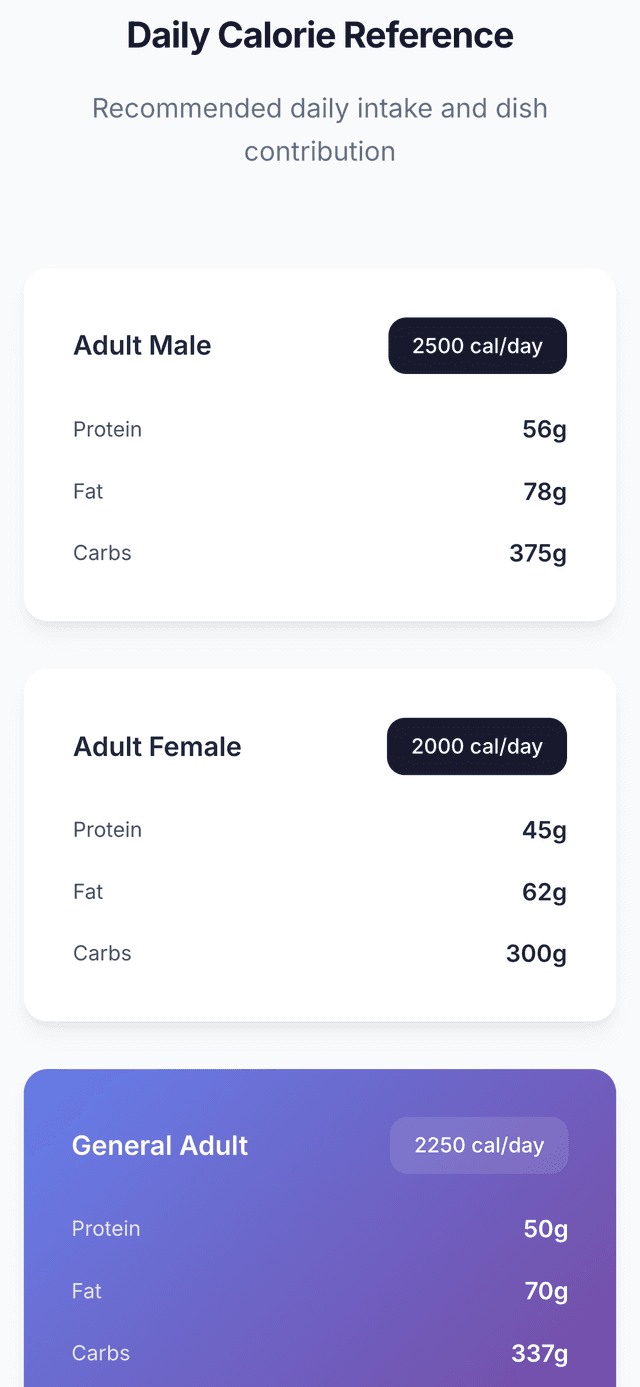 Daily Calorie Reference
Recommended daily intake and dish
contribution
Adult Male
2500 cal/day
Protein
56g
Fat
78g
Carbs
375g
Adult Female
2000 cal/day
Protein
45g
Fat
62g
Carbs
300g
General Adult
2250 cal/day
Protein
50g
Fat
70g
Carbs
337g